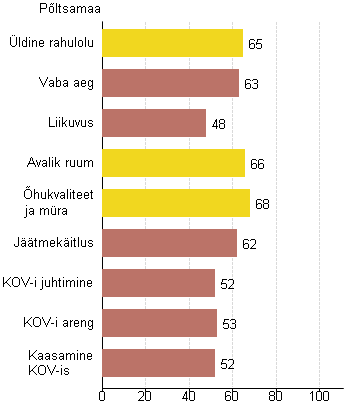 Põltsamaa
Üldine rahulolu 65
Vaba aeg 63
Liikuvus 48
Avalik ruum 66
Õhukvaliteet
ja müra 68
Jäätmekäitlus 62
KOV-i juhtimine 52
KOV-i areng 53
Kaasamine
KOV-is 52
0 20 40 60 80 100